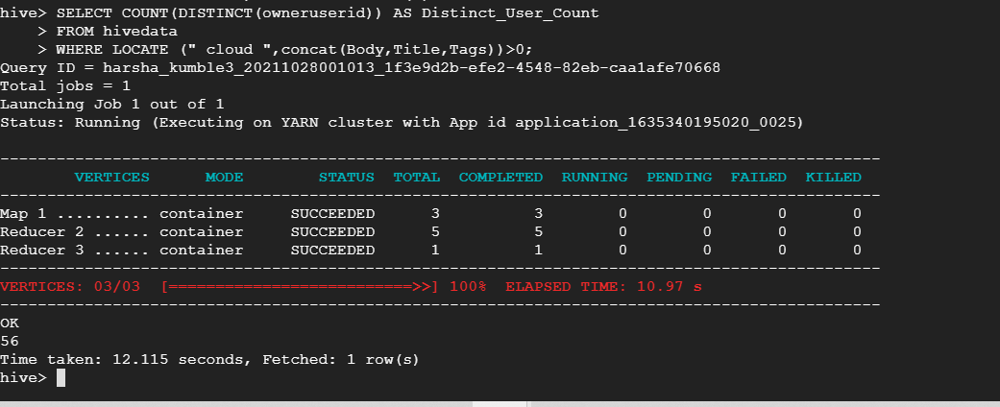 hive> SELECT COUNT(DISTINCT(owneruserid)) AS Distinct_User_Count
    > FROM hivedata
    > WHERE LOCATE (" cloud ",concat(Body,Title,Tags))>0;
Query ID = harsha_kumble3_20211028001013_1f3e9d2b-efe2-4548-82eb-caa1afe70668
Total jobs = 1
Launching Job 1 out of 1
Status: Running (Executing on YARN cluster with App id application_1635340195020_0025)
----------------------------------------------------------------------------------------------
        VERTICES      MODE        STATUS  TOTAL  COMPLETED  RUNNING  PENDING  FAILED  KILLED
----------------------------------------------------------------------------------------------
Map 1 .......... container     SUCCEEDED      3          3        0        0       0       0
Reducer 2 ...... container     SUCCEEDED      5          5        0        0       0       0
Reducer 3 ...... container     SUCCEEDED      1          1        0        0       0       0
----------------------------------------------------------------------------------------------
VERTICES: 03/03  [==========================>>] 100%  ELAPSED TIME: 10.97 s
----------------------------------------------------------------------------------------------
OK
56
Time taken: 12.115 seconds, Fetched: 1 row(s)
hive>